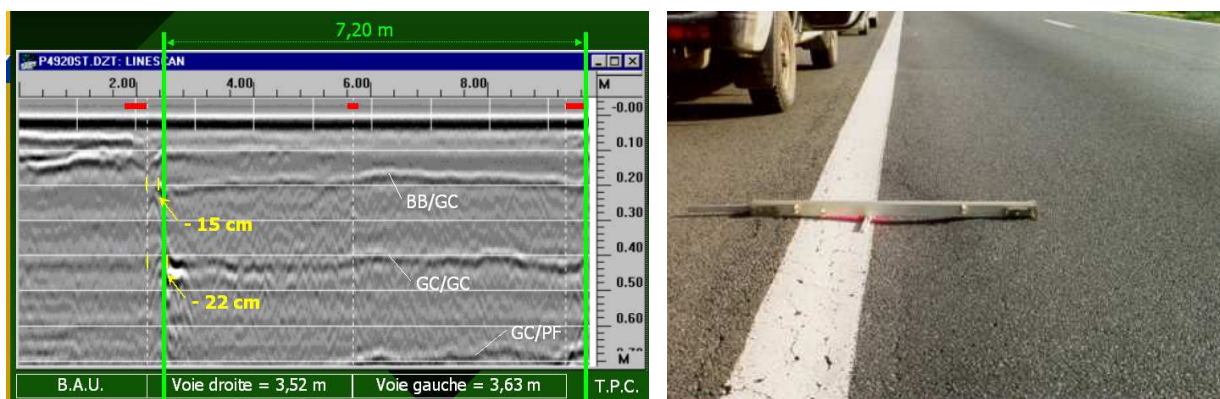 7,20 m
P4920ST.DZT: LINESCAN
2.00 4.00 6.00 8.00 M
-0.00
0.10
0.20
BB/GC
0.30
- 15 cm
0.40
GC/GC
0.50
- 22 cm
0.60
GC/PF
0.70
M
B.A.U. Voie droite = 3,52 m Voie gauche = 3,63 m T.P.C.